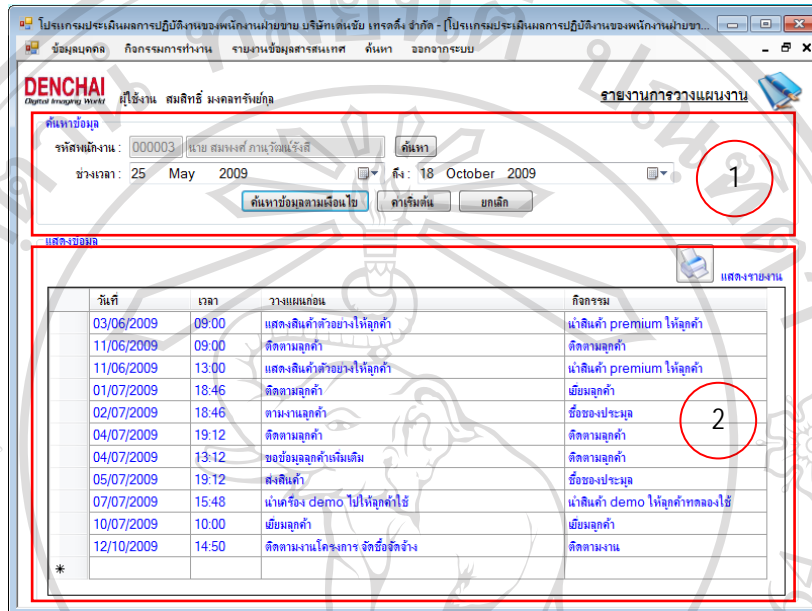 โปรแกรมประเมินผลการปฏิบัติงานของพนักงานฝ่ายขาย บริษัทเด่นชัย เทรดดิ้ง จำกัด - [โปรแกรมประเมินผลการปฏิบัติงานของพนักงานฝ่ายขา...
ข้อมูลบุคคล กิจกรรมการทำงาน รายงานข้อมูลสารสนเทศ ค้นหา ออกจากระบบ
DENCHAI
Digital Imaging World ผู้ใช้งาน สมสิทธิ์ มงคลทรัพย์กุล รายงานการวางแผนงาน
ค้นหาข้อมูล
รหัสพนักงาน : 000003 นาย สมพงศ์ ภานุวัฒน์รังสี ค้นหา
ช่วงเวลา : 25 May 2009 ถึง : 18 October 2009
ค้นหาข้อมูลตามเงื่อนไข ค่าเริ่มต้น ยกเลิก
1
แสดงข้อมูล
แสดงรายงาน
วันที่ เวลา วางแผนก่อน กิจกรรม
03/06/2009 09:00 แสดงสินค้าตัวอย่างให้ลูกค้า นำสินค้า premium ให้ลูกค้า
11/06/2009 09:00 ติดตามลูกค้า ติดตามลูกค้า
11/06/2009 13:00 แสดงสินค้าตัวอย่างให้ลูกค้า นำสินค้า premium ให้ลูกค้า
01/07/2009 18:46 ติดตามลูกค้า เยี่ยมลูกค้า
02/07/2009 18:46 ตามงานลูกค้า ซื้อซองประมูล
04/07/2009 19:12 ติดตามลูกค้า ติดตามลูกค้า
04/07/2009 13:12 ขอข้อมูลลูกค้าเพิ่มเติม ติดตามลูกค้า
05/07/2009 19:12 ส่งสินค้า ซื้อซองประมูล
07/07/2009 15:48 นำเครื่อง demo ไปให้ลูกค้าใช้ นำสินค้า demo ให้ลูกค้าทดลองใช้
10/07/2009 10:00 เยี่ยมลูกค้า เยี่ยมลูกค้า
12/10/2009 14:50 ติดตามงานโครงการ จัดซื้อจัดจ้าง ติดตามงาน
2